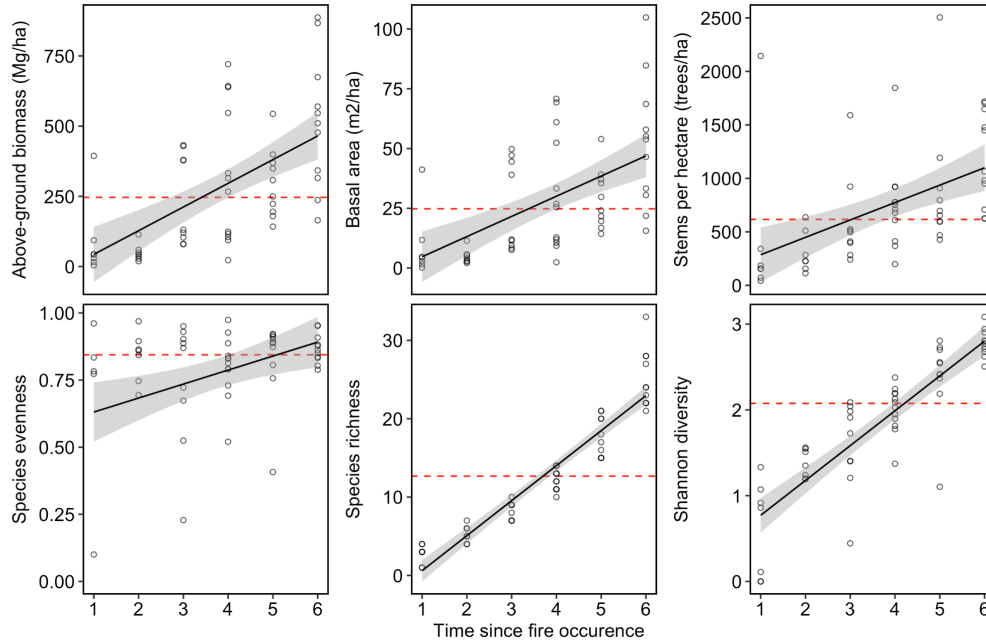 Above-ground biomass (Mg/ha)
750
500
250
0
Basal area (m2/ha)
100
75
50
25
0
Stems per hectare (trees/ha)
2500
2000
1500
1000
500
0
Species evenness
1.00
0.75
0.50
0.25
0.00
1 2 3 4 5 6
Species richness
30
20
10
0
1 2 3 4 5 6
Shannon diversity
3
2
1
0
1 2 3 4 5 6
Time since fire occurence